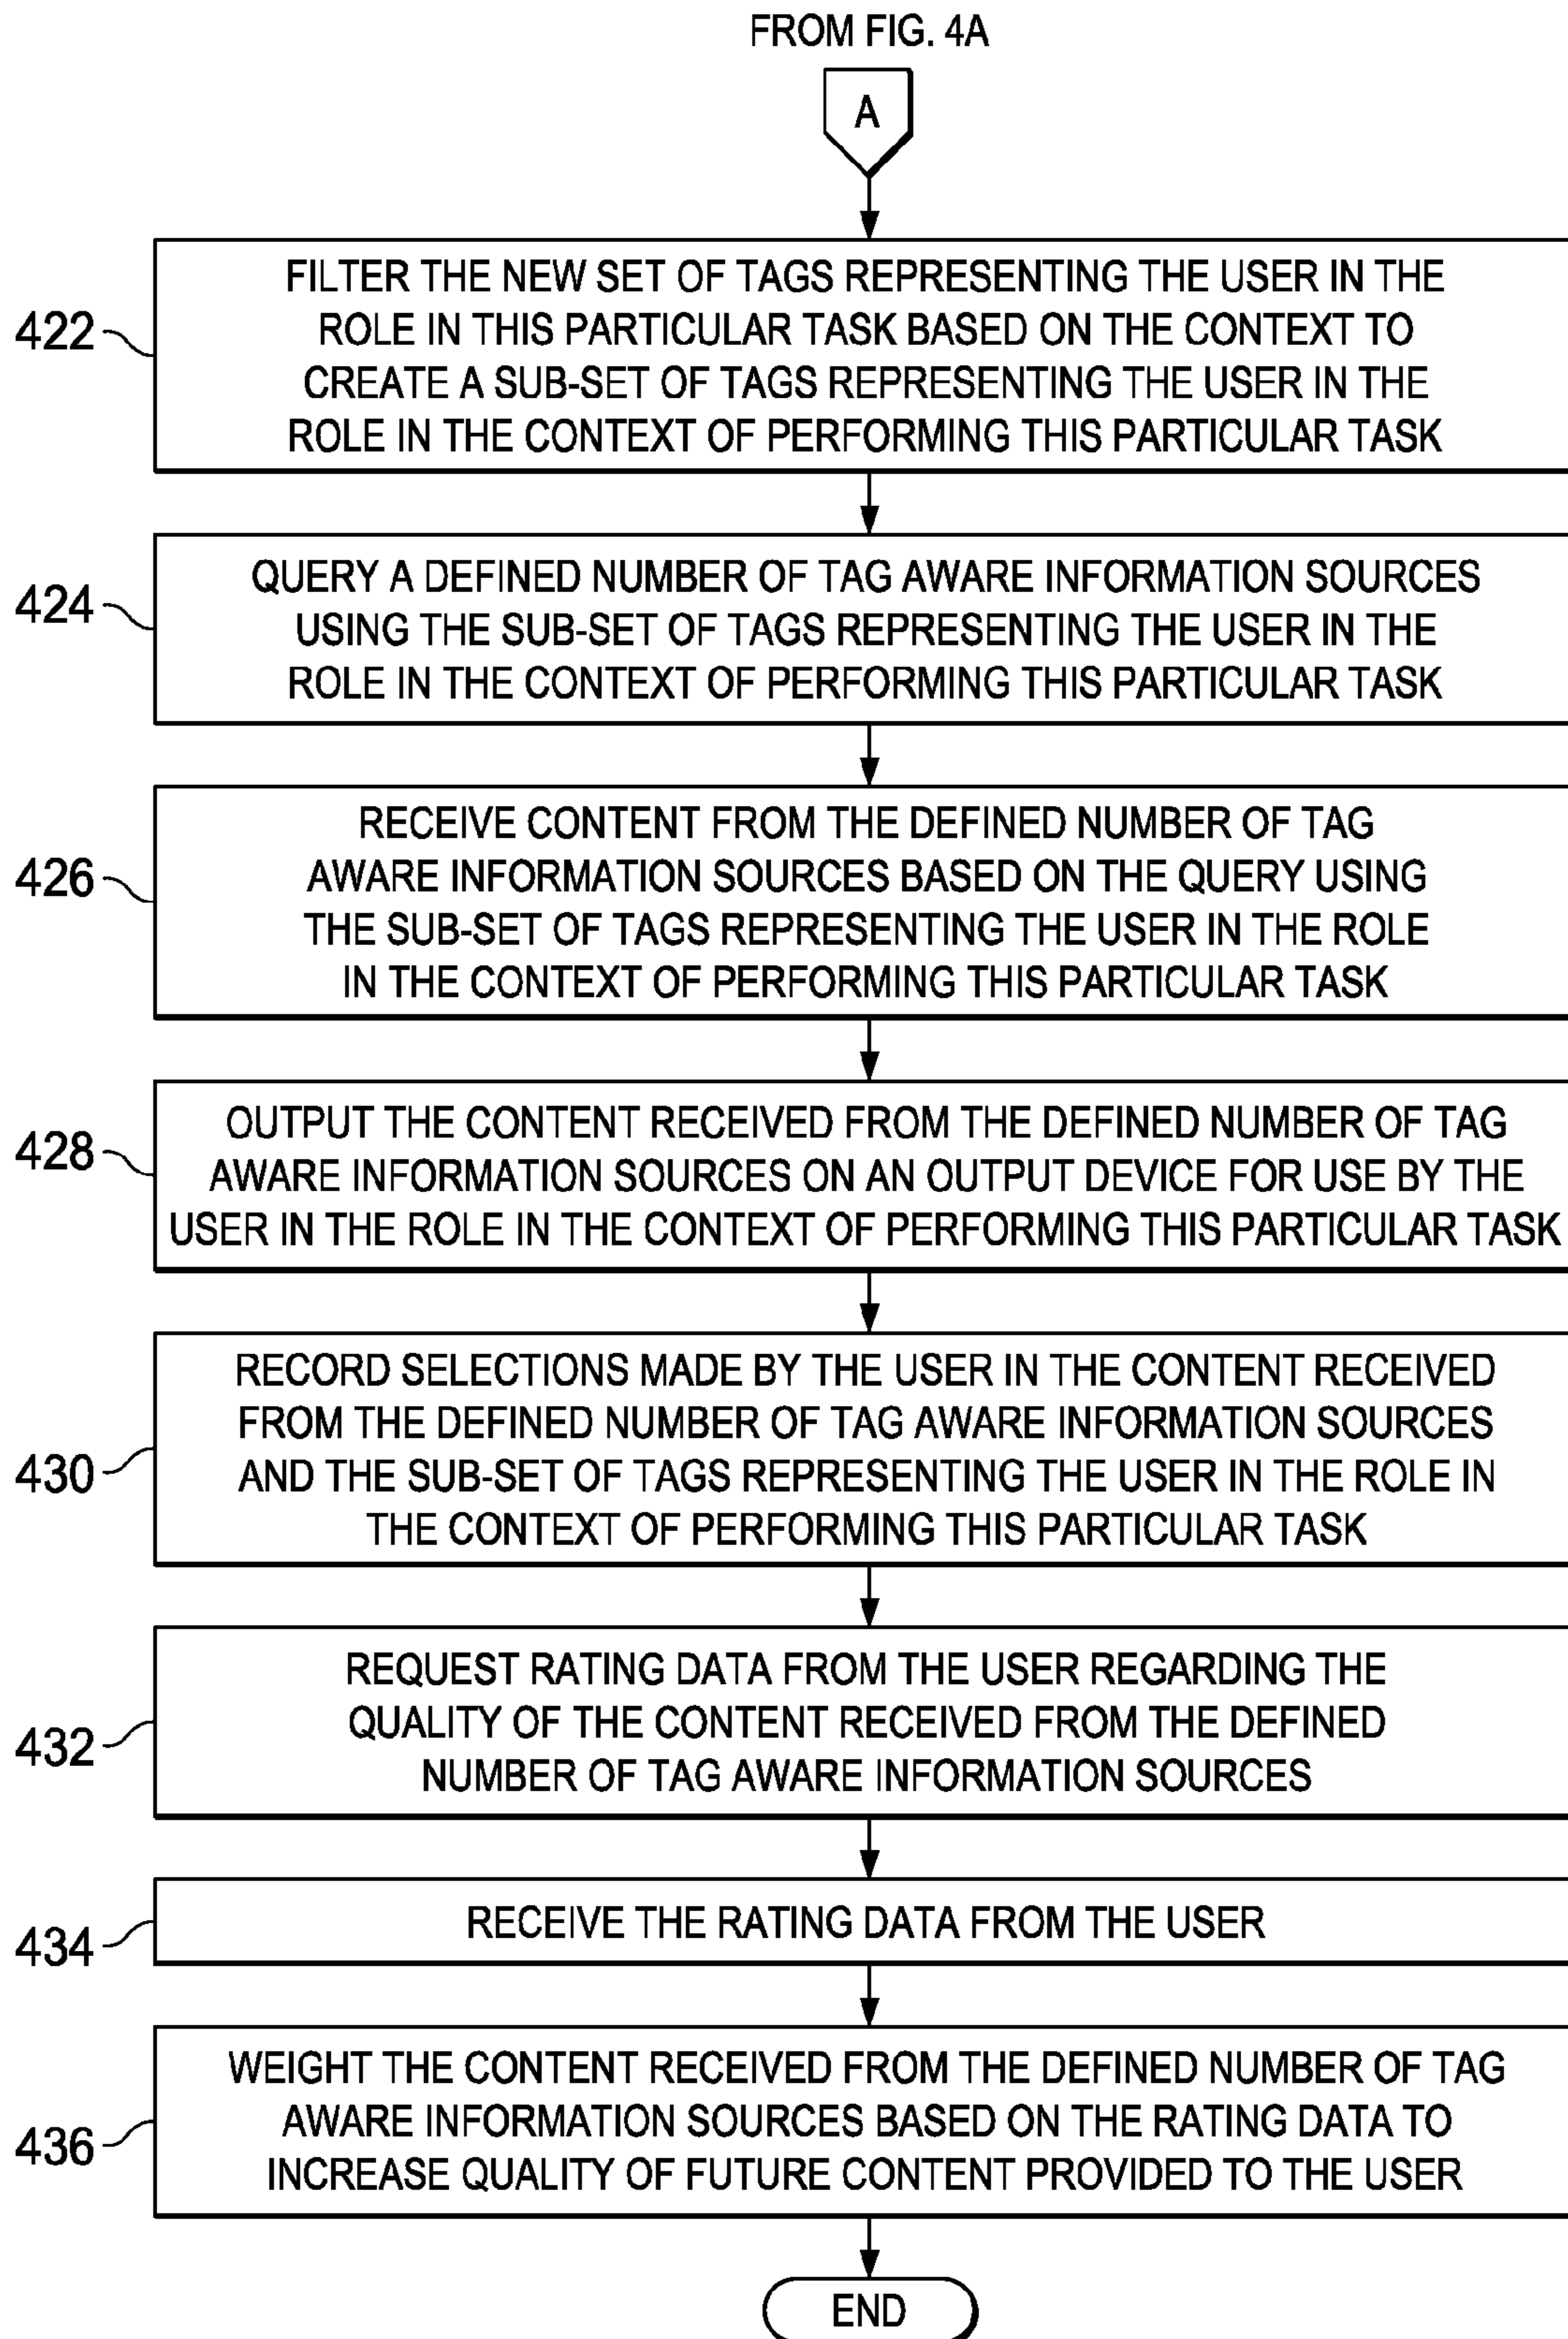 FROM FIG. 4A
A
422
FILTER THE NEW SET OF TAGS REPRESENTING THE USER IN THE
ROLE IN THIS PARTICULAR TASK BASED ON THE CONTEXT TO
CREATE A SUB-SET OF TAGS REPRESENTING THE USER IN THE
ROLE IN THE CONTEXT OF PERFORMING THIS PARTICULAR TASK
424
QUERY A DEFINED NUMBER OF TAG AWARE INFORMATION SOURCES
USING THE SUB-SET OF TAGS REPRESENTING THE USER IN THE
ROLE IN THE CONTEXT OF PERFORMING THIS PARTICULAR TASK
426
RECEIVE CONTENT FROM THE DEFINED NUMBER OF TAG
AWARE INFORMATION SOURCES BASED ON THE QUERY USING
THE SUB-SET OF TAGS REPRESENTING THE USER IN THE ROLE
IN THE CONTEXT OF PERFORMING THIS PARTICULAR TASK
428
OUTPUT THE CONTENT RECEIVED FROM THE DEFINED NUMBER OF TAG
AWARE INFORMATION SOURCES ON AN OUTPUT DEVICE FOR USE BY THE
USER IN THE ROLE IN THE CONTEXT OF PERFORMING THIS PARTICULAR TASK
430
RECORD SELECTIONS MADE BY THE USER IN THE CONTENT RECEIVED
FROM THE DEFINED NUMBER OF TAG AWARE INFORMATION SOURCES
AND THE SUB-SET OF TAGS REPRESENTING THE USER IN THE ROLE IN
THE CONTEXT OF PERFORMING THIS PARTICULAR TASK
432
REQUEST RATING DATA FROM THE USER REGARDING THE
QUALITY OF THE CONTENT RECEIVED FROM THE DEFINED
NUMBER OF TAG AWARE INFORMATION SOURCES
434
RECEIVE THE RATING DATA FROM THE USER
436
WEIGHT THE CONTENT RECEIVED FROM THE DEFINED NUMBER OF TAG
AWARE INFORMATION SOURCES BASED ON THE RATING DATA TO
INCREASE QUALITY OF FUTURE CONTENT PROVIDED TO THE USER
END